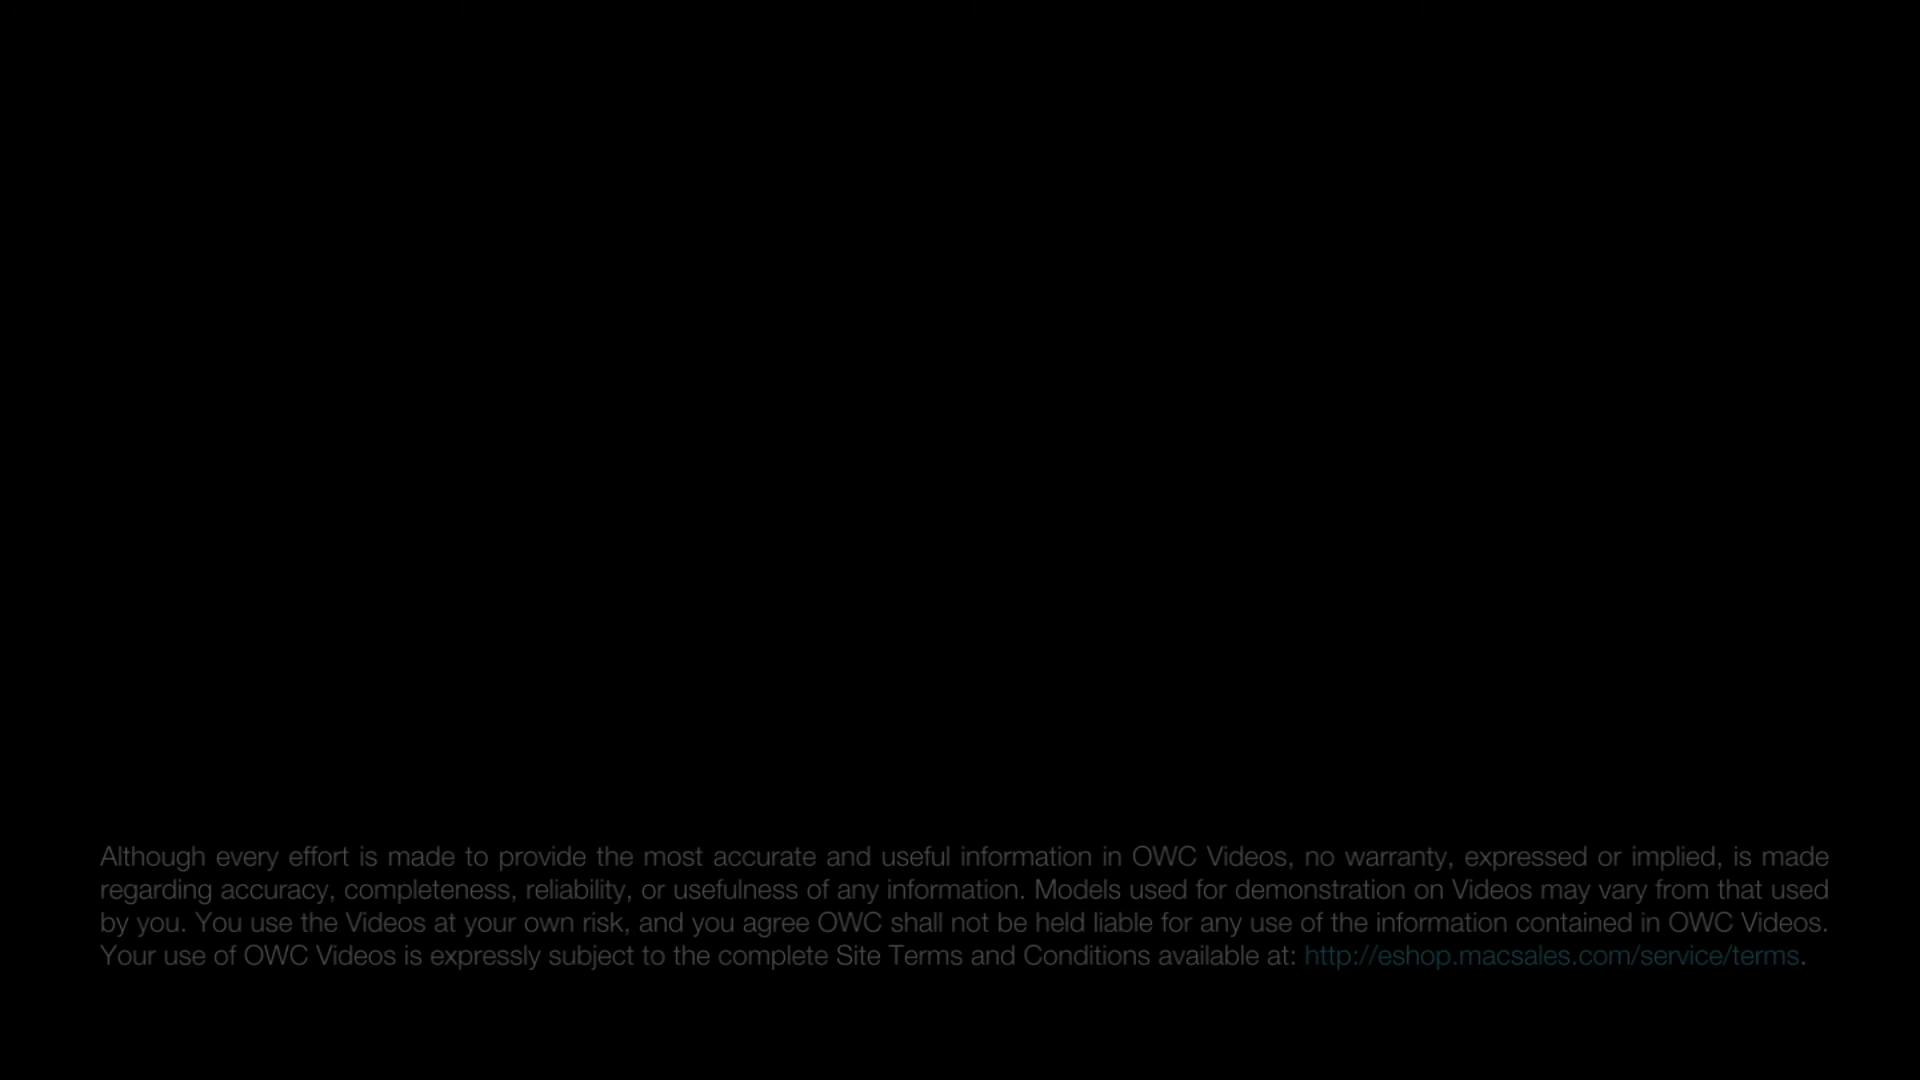 Although every effort is made to provide the most accurate and useful information in OWC Videos, no warranty, expressed or implied, is made
regarding accuracy, completeness, reliability, or usefulness of any information. Models used for demonstration on Videos may vary from that used
by you. You use the Videos at your own risk, and you agree OWC shall not be held liable for any use of the information contained in OWC Videos.
Your use of OWC Videos is expressly subject to the complete Site Terms and Conditions available at: http://eshop.macsales.com/service/terms.